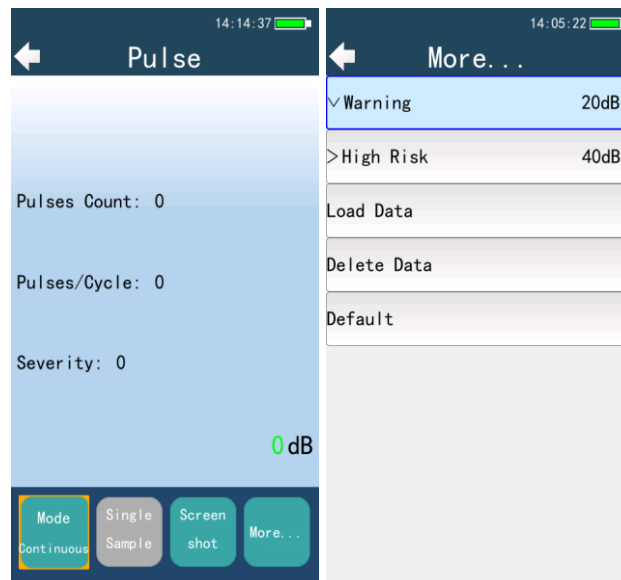 14:14:37
Pulse
Pulses Count: 0
Pulses/Cycle: 0
Severity: 0
0dB
Mode
Continuous
Single
Sample
Screen
shot
More...
14:05:22
More...
∨Warning 20dB
>High Risk 40dB
Load Data
Delete Data
Default